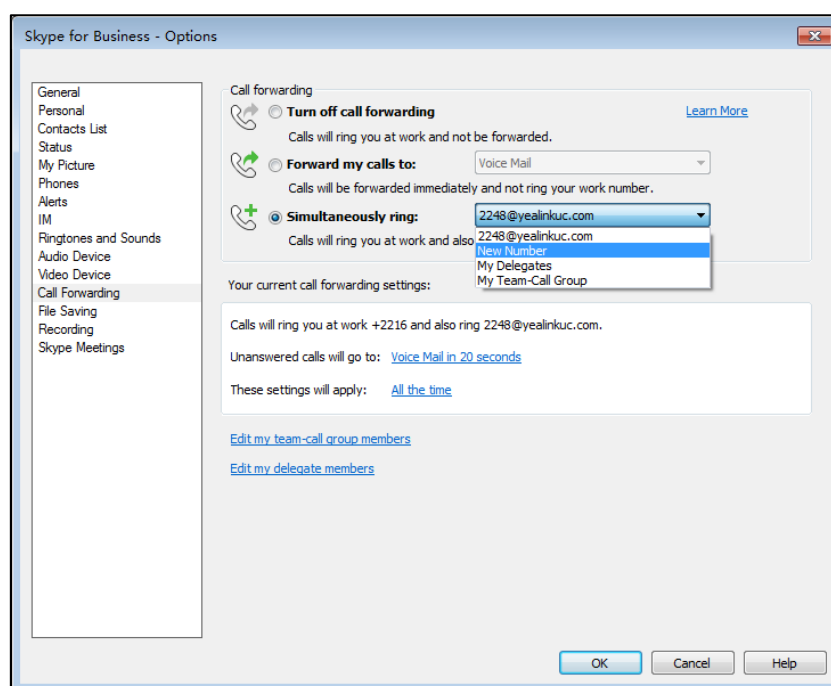 Skype for Business - Options
General
Personal
Contacts List
Status
My Picture
Phones
Alerts
IM
Ringtones and Sounds
Audio Device
Video Device
Call Forwarding
File Saving
Recording
Skype Meetings
Call forwarding
Turn off call forwarding
Learn More
Calls will ring you at work and not be forwarded.
Forward my calls to:
Voice Mail
Calls will be forwarded immediately and not ring your work number.
Simultaneously ring:
2248@yealinkuc.com
Calls will ring you at work and also
2248@yealinkuc.com
New Number
My Delegates
My Team-Call Group
Your current call forwarding settings:
Calls will ring you at work +2216 and also ring 2248@yealinkuc.com.
Unanswered calls will go to: Voice Mail in 20 seconds
These settings will apply: All the time
Edit my team-call group members
Edit my delegate members
OK
Cancel
Help